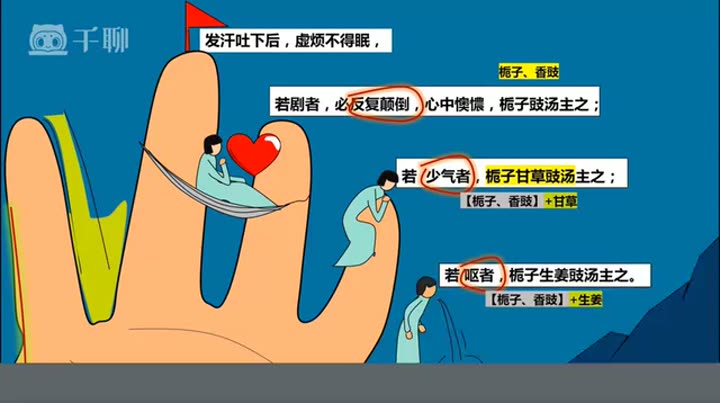 千聊
发汗吐下后，虚烦不得眠，
栀子、香豉
若剧者，必反复颠倒，心中懊憹，栀子豉汤主之；
若 少气者，栀子甘草豉汤主之；
【栀子、香豉】+甘草
若呕者，栀子生姜豉汤主之。
【栀子、香豉】+生姜